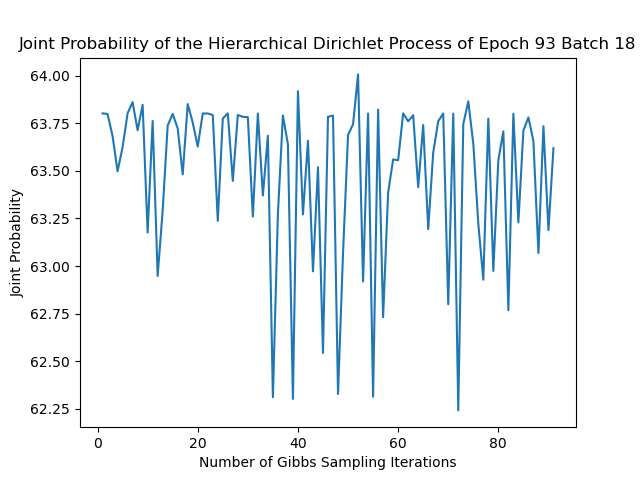 Joint Probability of the Hierarchical Dirichlet Process of Epoch 93 Batch 18
64.00
63.75
63.50
63.25
63.00
62.75
62.50
62.25
Joint Probability
0 20 40 60 80
Number of Gibbs Sampling Iterations